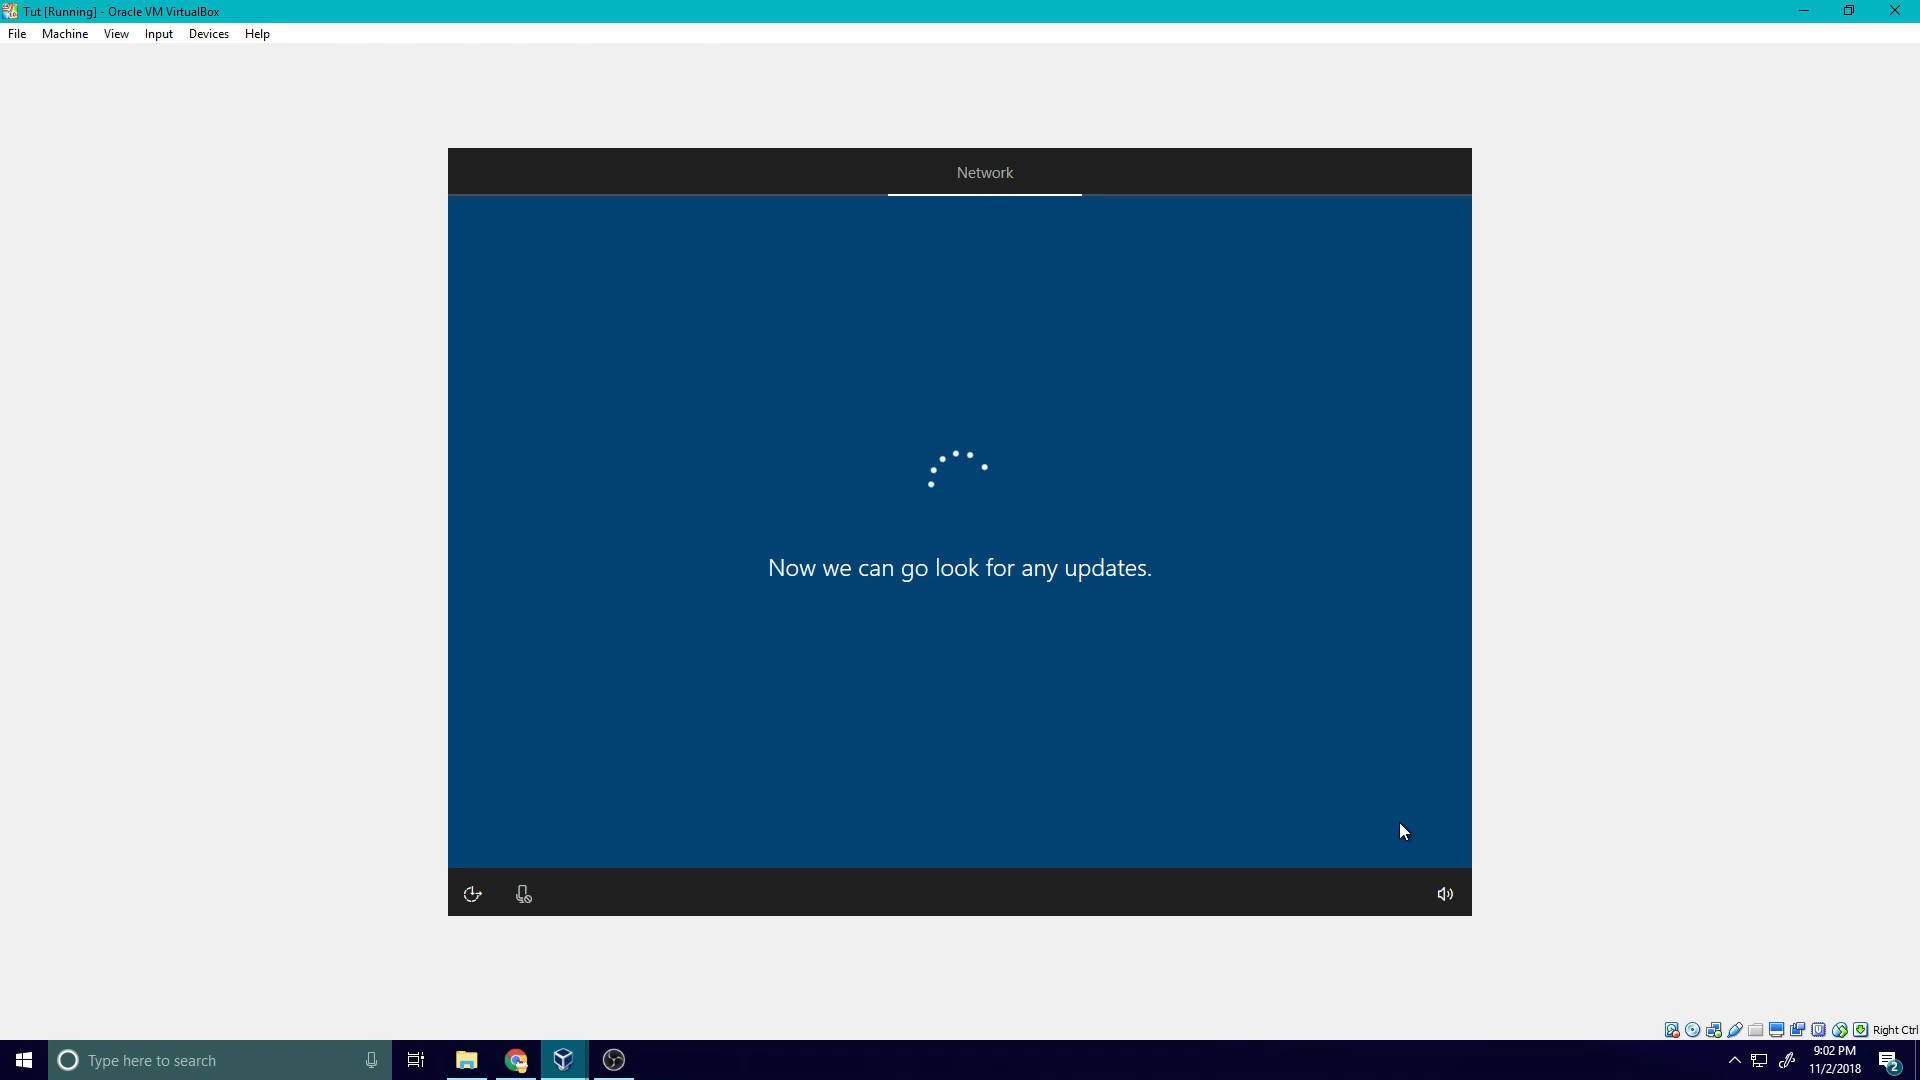 Tut [Running] - Oracle VM VirtualBox
File Machine View Input Devices Help
Network
Now we can go look for any updates.
Right Ctrl
Type here to search
9:02 PM
11/2/2018
2